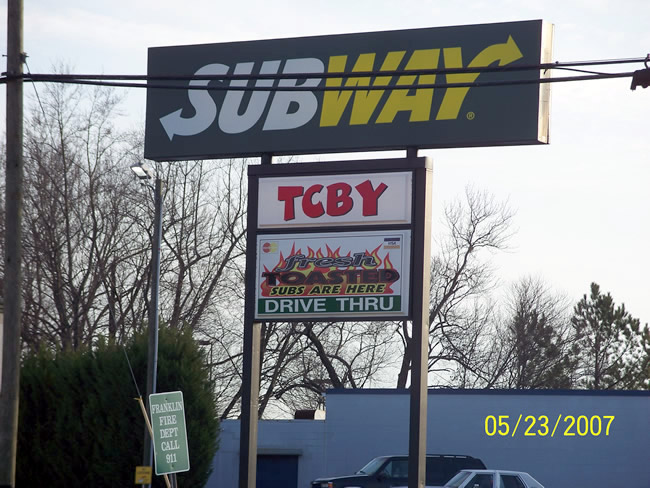 SUBWAY®
TCBY
fresh
TOASTED
SUBS ARE HERE
DRIVE THRU
FRANKLIN
FIRE
DEPT
CALL
911
05/23/2007